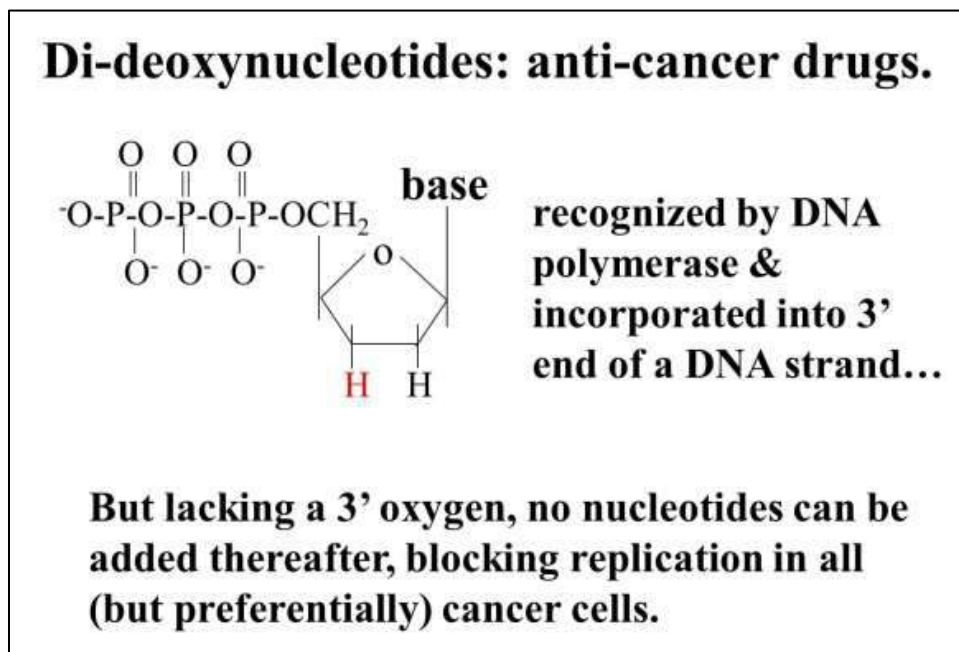 Di-deoxynucleotides: anti-cancer drugs.
O O O
base
-O-P-O-P-O-P-OCH2
O
O- O- O-
H H
recognized by DNA
polymerase &
incorporated into 3’
end of a DNA strand…
But lacking a 3’ oxygen, no nucleotides can be
added thereafter, blocking replication in all
(but preferentially) cancer cells.